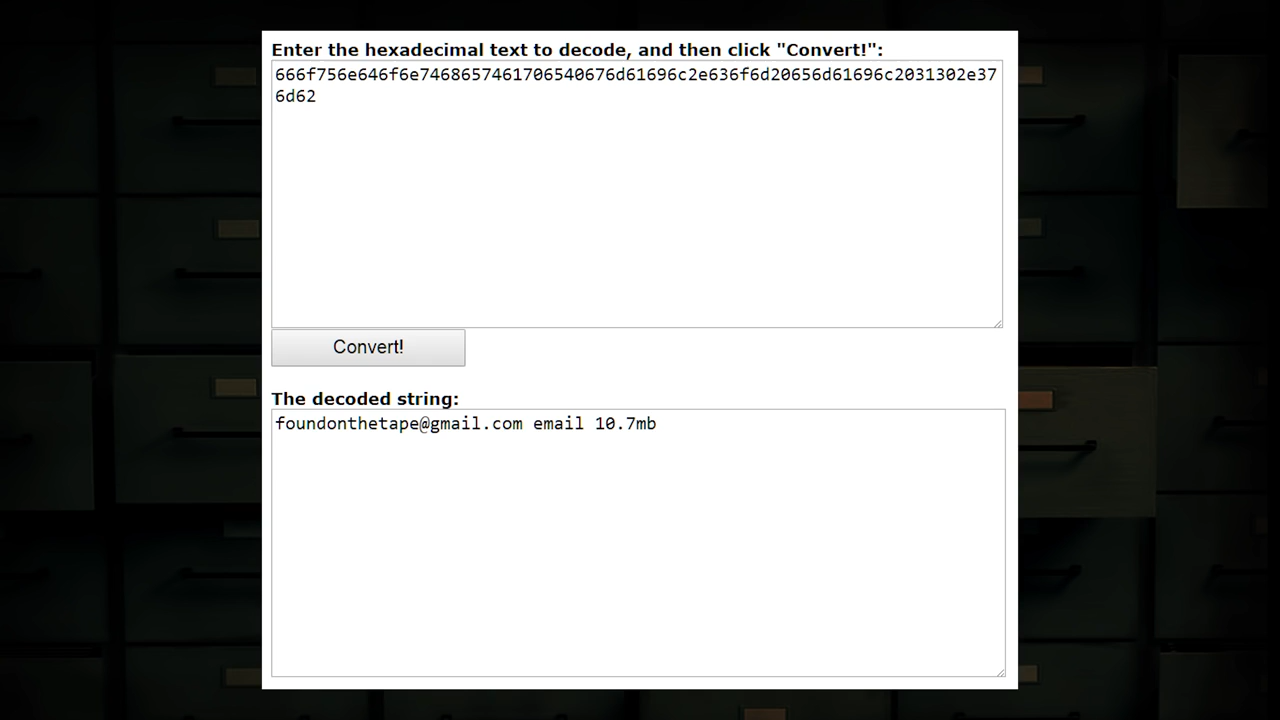 Enter the hexadecimal text to decode, and then click "Convert!":
666f756e646f6e7468657461706540676d61696c2e636f6d20656d61696c2031302e37
6d62
Convert!
The decoded string:
foundonthetape@gmail.com email 10.7mb